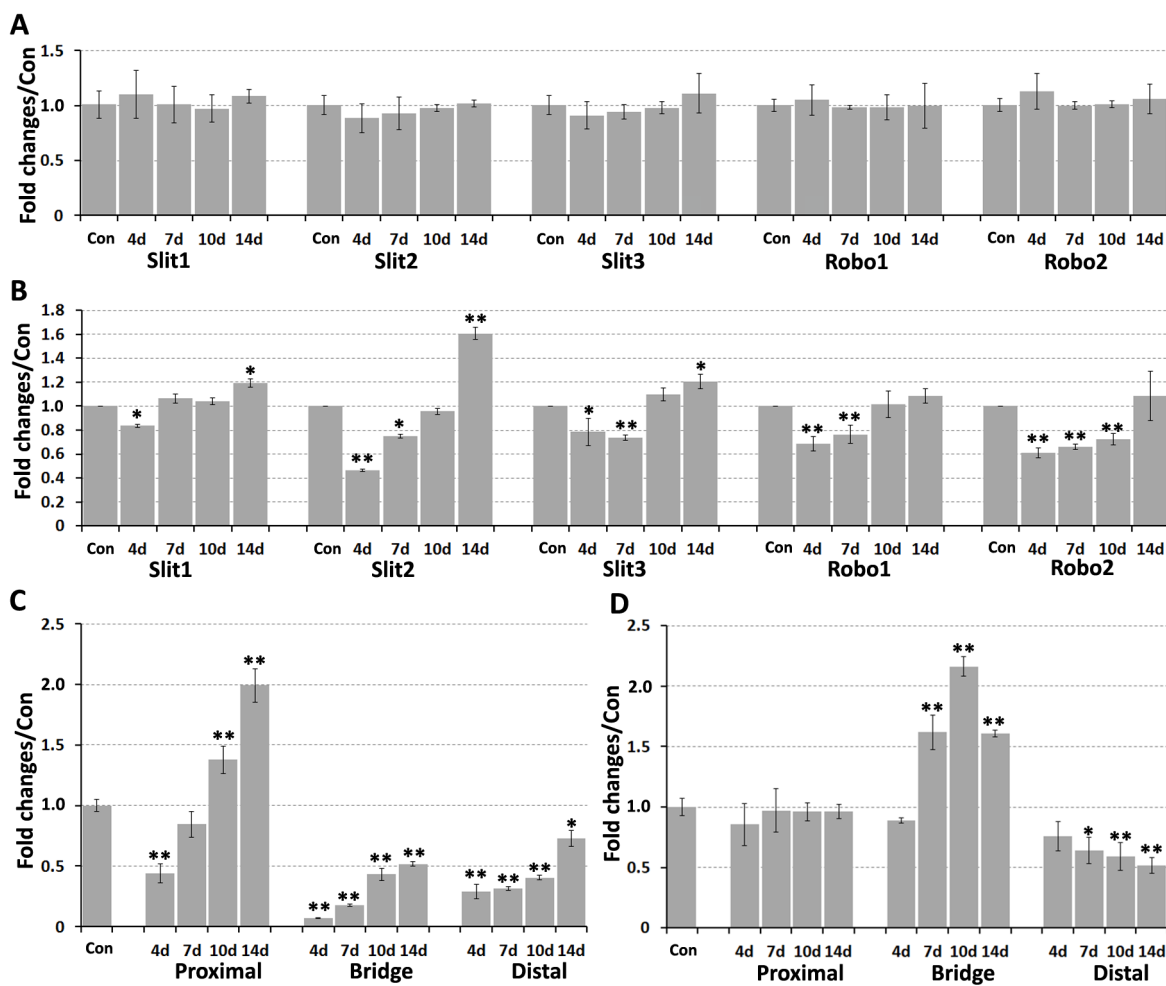 A
Fold changes/Con
1.5
1.0
0.5
0
Con 4d 7d 10d 14d Con 4d 7d 10d 14d Con 4d 7d 10d 14d Con 4d 7d 10d 14d Con 4d 7d 10d 14d
Slit1 Slit2 Slit3 Robo1 Robo2
B
Fold changes/Con
1.8
1.6
1.4
1.2
1.0
0.8
0.6
0.4
0.2
0
* * ** * ** * ** * ** ** ** ** **
Con 4d 7d 10d 14d Con 4d 7d 10d 14d Con 4d 7d 10d 14d Con 4d 7d 10d 14d Con 4d 7d 10d 14d
Slit1 Slit2 Slit3 Robo1 Robo2
C
Fold changes/Con
2.5
2.0
1.5
1.0
0.5
0
** ** ** ** ** ** ** ** ** ** *
Con 4d 7d 10d 14d 4d 7d 10d 14d 4d 7d 10d 14d
Proximal Bridge Distal
D
Fold changes/Con
2.5
2.0
1.5
1.0
0.5
0
** ** ** * ** **
Con 4d 7d 10d 14d 4d 7d 10d 14d 4d 7d 10d 14d
Proximal Bridge Distal